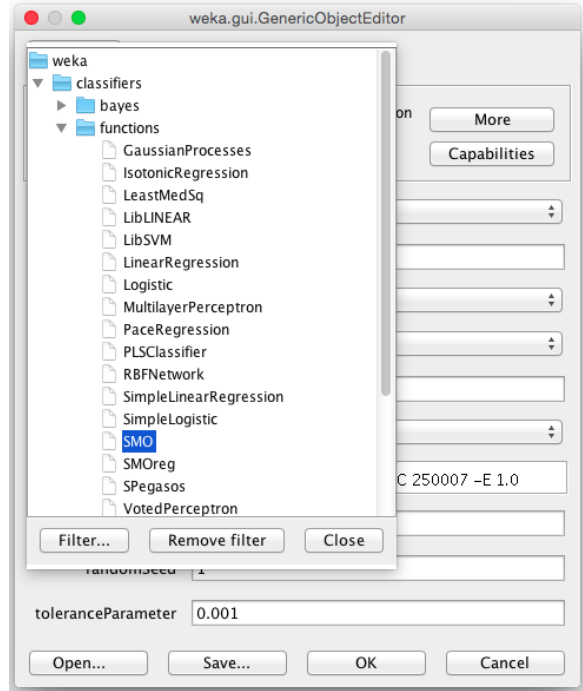 weka.gui.GenericObjectEditor
weka
classifiers
bayes
functions
GaussianProcesses
IsotonicRegression
LeastMedSq
LibLINEAR
LibSVM
LinearRegression
Logistic
MultilayerPerceptron
PaceRegression
PLSClassifier
RBFNetwork
SimpleLinearRegression
SimpleLogistic
SMO
SMOreg
SPegasos
VotedPerceptron
Filter... Remove filter Close
on More
Capabilities
C 250007 –E 1.0
randomSeed 1
toleranceParameter 0.001
Open... Save... OK Cancel